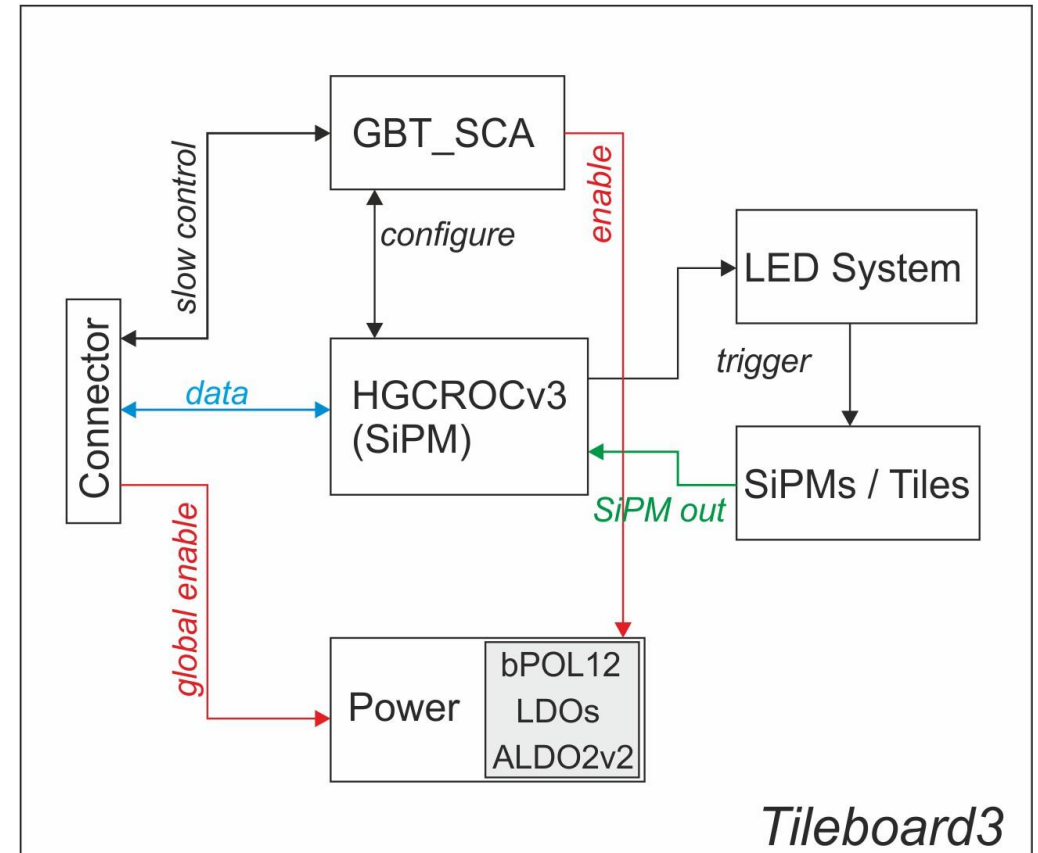 GBT_SCA
slow control
enable
configure
LED System
Connector
data
HGCROCv3
(SiPM)
trigger
SiPMs / Tiles
SiPM out
global enable
Power
bPOL12
LDOs
ALDO2v2
Tileboard3